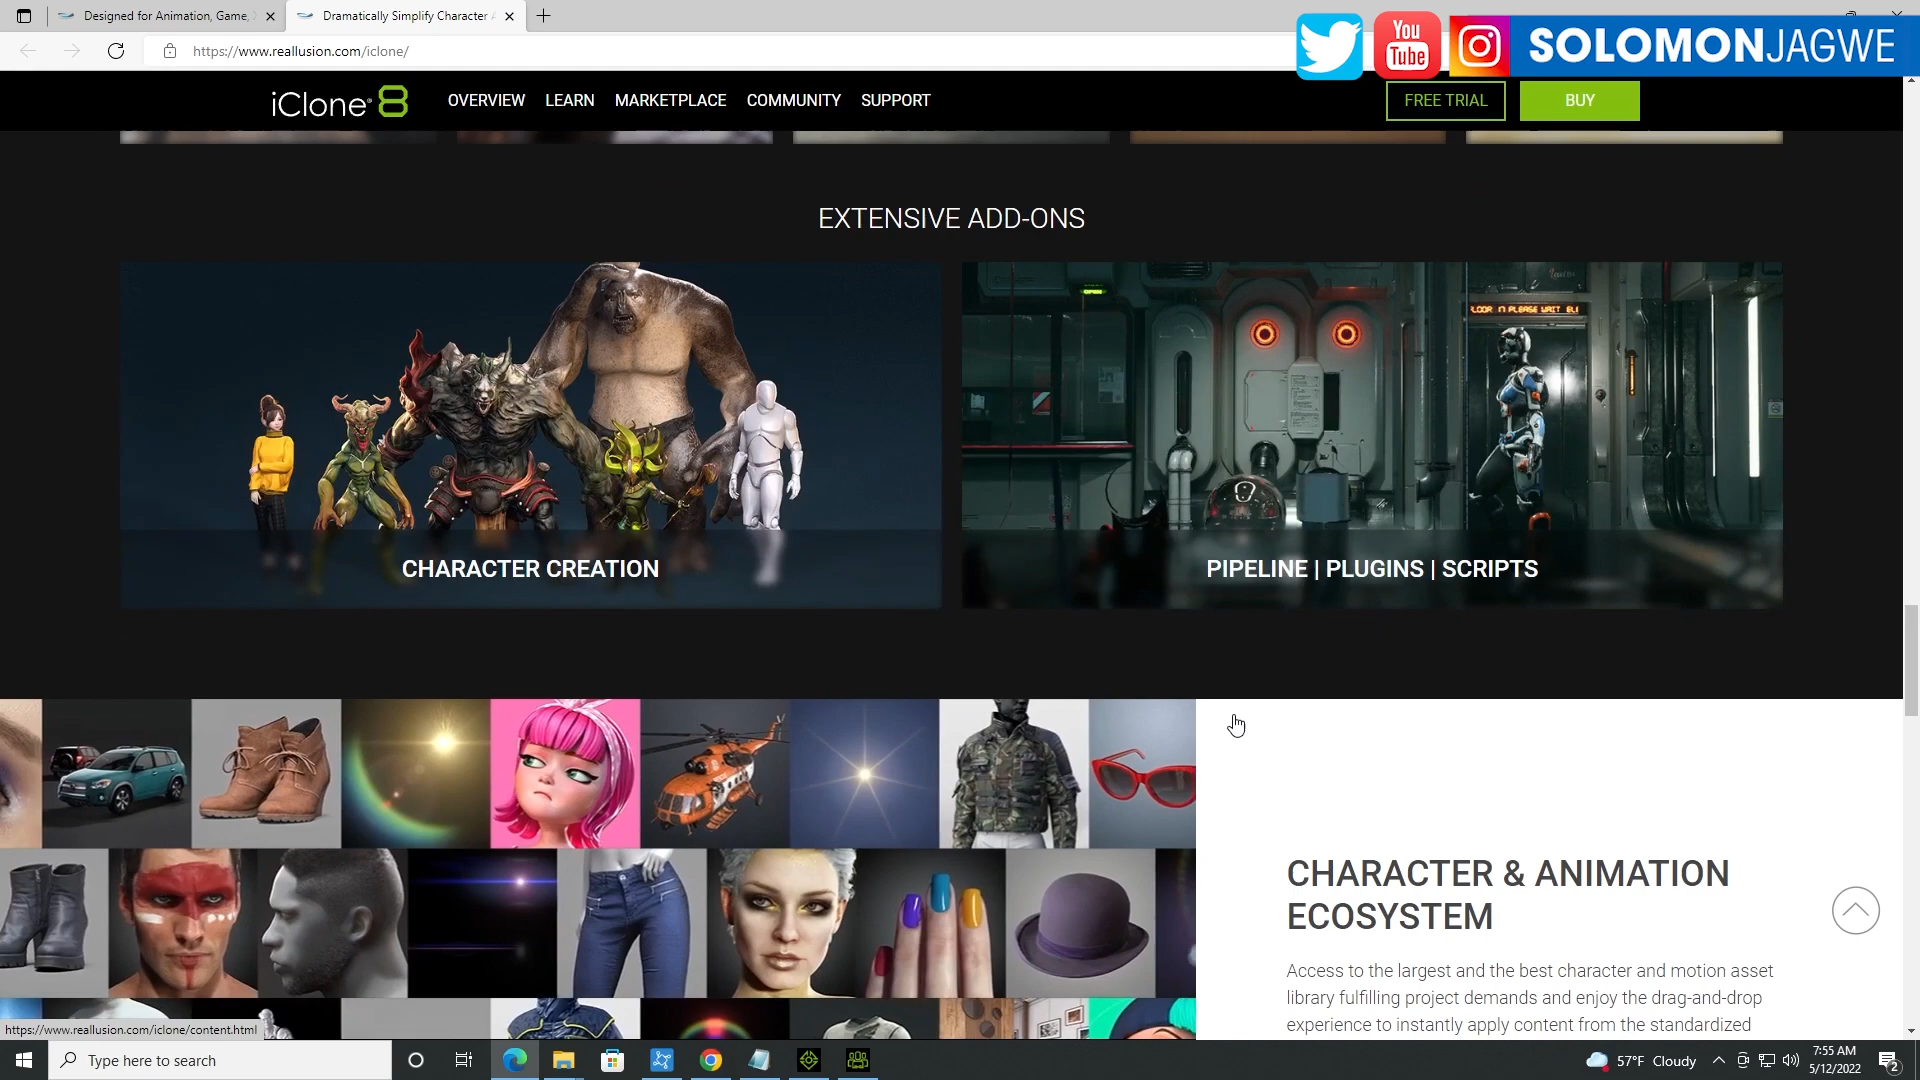 Designed for Animation, Game,
Dramatically Simplify Character
https://www.reallusion.com/iclone/
You
Tube
SOLOMONJAGWE
iClone 8
OVERVIEW LEARN MARKETPLACE COMMUNITY SUPPORT
FREE TRIAL
BUY
EXTENSIVE ADD-ONS
OPEN
PLEASE WAIT
CHARACTER CREATION
PIPELINE | PLUGINS | SCRIPTS
CHARACTER & ANIMATION
ECOSYSTEM
Access to the largest and the best character and motion asset
library fulfilling project demands and enjoy the drag-and-drop
experience to instantly apply content from the standardized
https://www.reallusion.com/iclone/content.html
Type here to search
57°F Cloudy
7:55 AM
5/12/2022
2